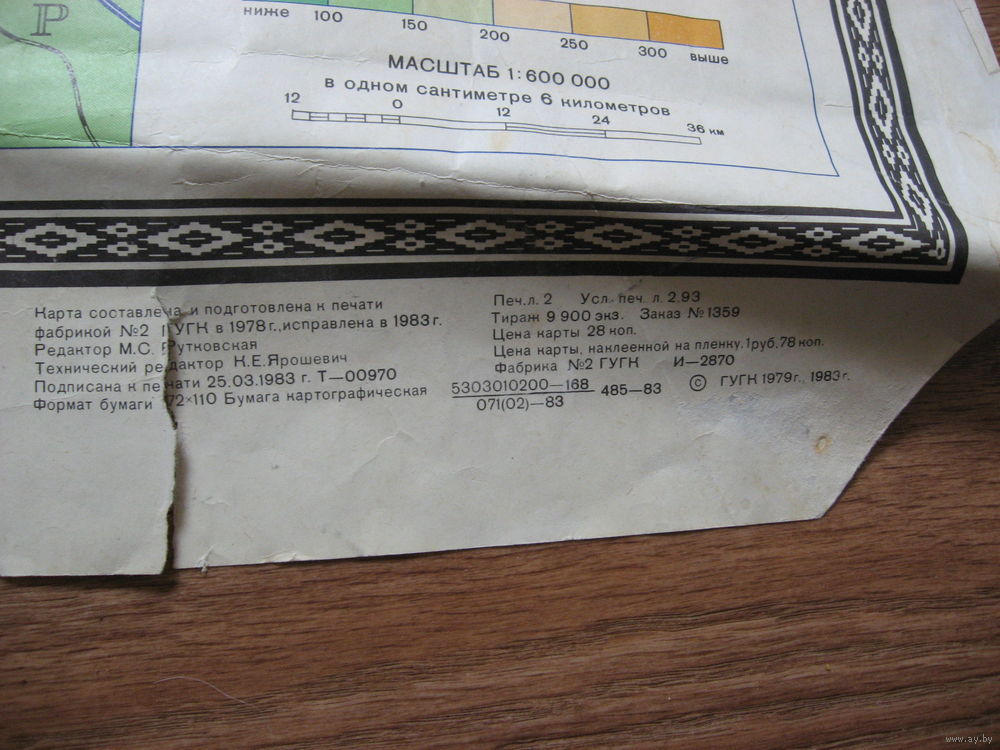 Р
ниже 100 150 200 250 300 выше
МАСШТАБ 1:600 000
в одном сантиметре 6 километров
12 0 12 24 36 км
Карта составлена и подготовлена к печати
фабрикой №2 ГУГК в 1978 г., исправлена в 1983 г.
Редактор М.С. Рутковская
Технический редактор К.Е.Ярошевич
Подписана к печати 25.03.1983 г. Т—00970
Формат бумаги 72×110 Бумага картографическая
Печ.л. 2 Усл. печ. л. 2.93
Тираж 9 900 экз. Заказ №1359
Цена карты 28 коп.
Цена карты, наклеенной на пленку. 1руб. 78 коп.
Фабрика №2 ГУГК И—2870
5303010200—168
071(02)—83
485—83
© ГУГК 1979г., 1983г.
www.ay.by